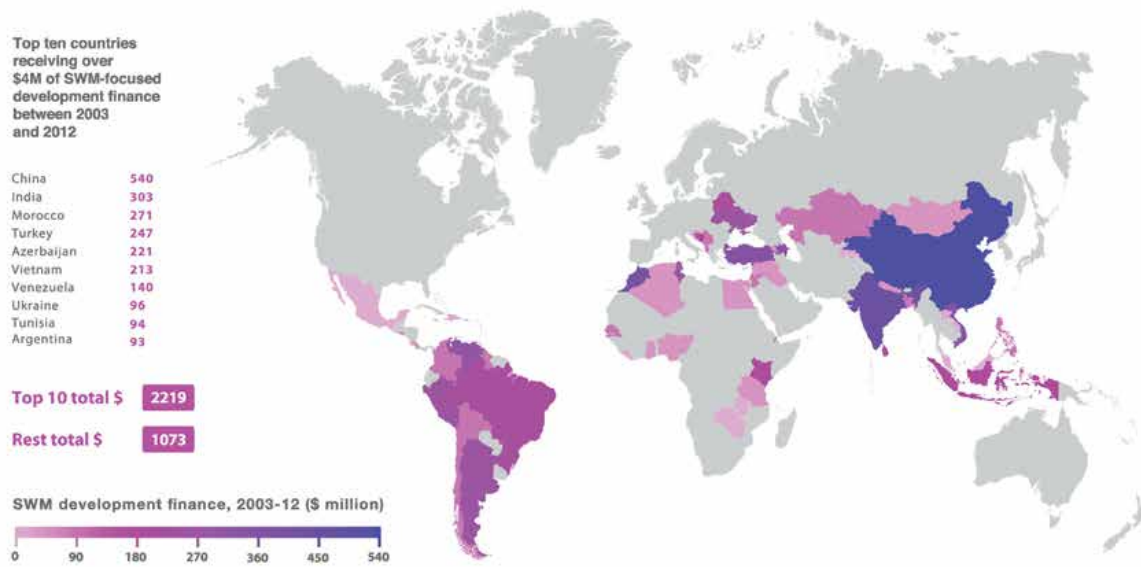 Top ten countries
receiving over
$4M of SWM-focused
development finance
between 2003
and 2012
China 540
India 303
Morocco 271
Turkey 247
Azerbaijan 221
Vietnam 213
Venezuela 140
Ukraine 96
Tunisia 94
Argentina 93
Top 10 total $ 2219
Rest total $ 1073
SWM development finance, 2003-12 ($ million)
0 90 180 270 360 450 540